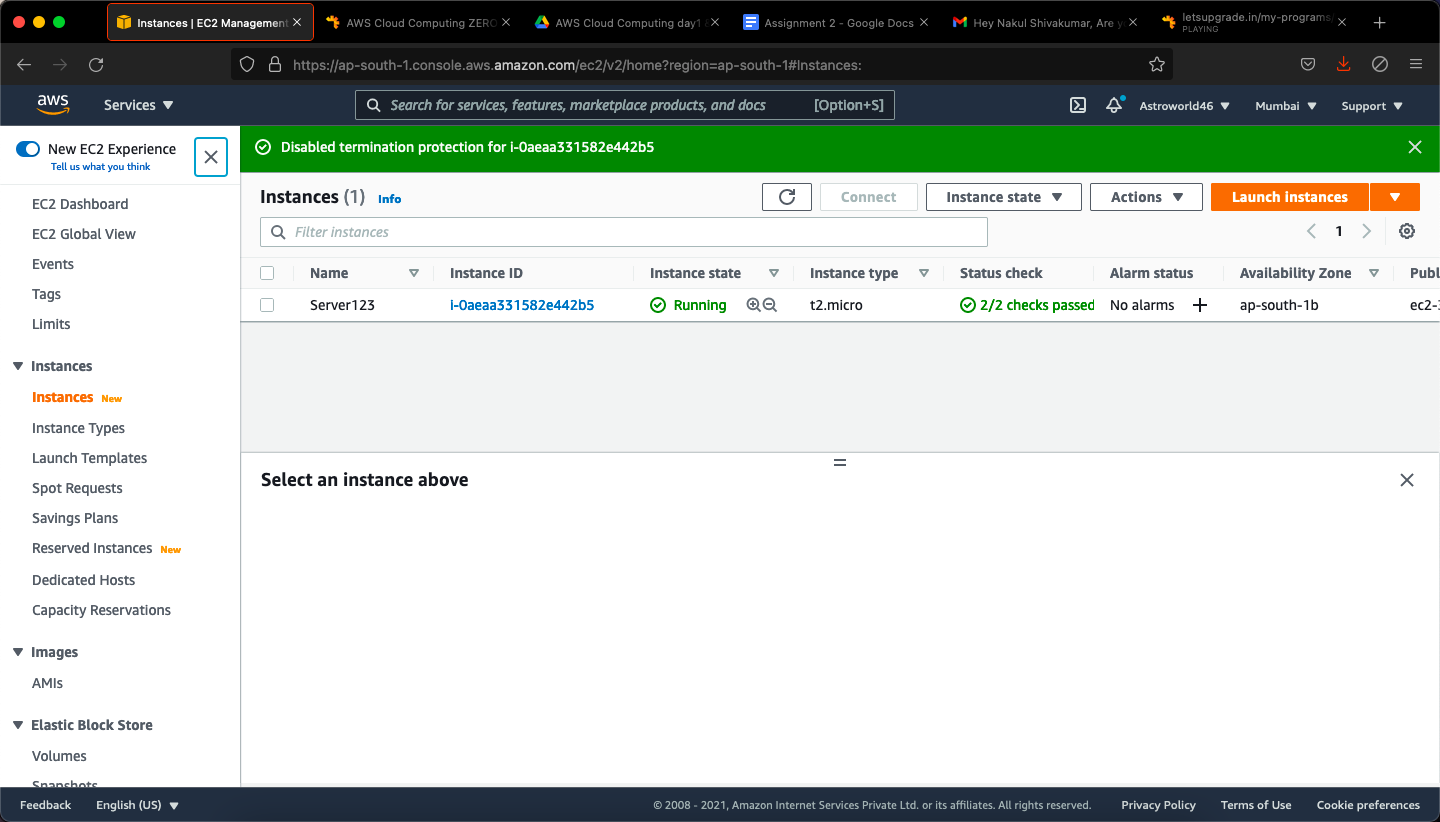 Instances | EC2 Management
AWS Cloud Computing ZERO
AWS Cloud Computing day1 &
Assignment 2 - Google Docs
Hey Nakul Shivakumar, Are y
letsupgrade.in/my-programs/
PLAYING
https://ap-south-1.console.aws.amazon.com/ec2/v2/home?region=ap-south-1#Instances:
aws
Services
Search for services, features, marketplace products, and docs [Option+S]
Astroworld46
Mumbai
Support
New EC2 Experience
Tell us what you think
EC2 Dashboard
EC2 Global View
Events
Tags
Limits
Instances
Instances New
Instance Types
Launch Templates
Spot Requests
Savings Plans
Reserved Instances New
Dedicated Hosts
Capacity Reservations
Images
AMIs
Elastic Block Store
Volumes
Snapshots
Disabled termination protection for i-0aeaa331582e442b5
Instances (1) Info
Connect
Instance state
Actions
Launch instances
Filter instances
1
Name Instance ID Instance state Instance type Status check Alarm status Availability Zone Publ
Server123 i-0aeaa331582e442b5 Running t2.micro 2/2 checks passed No alarms ap-south-1b ec2-
Select an instance above
Feedback English (US) © 2008 - 2021, Amazon Internet Services Private Ltd. or its affiliates. All rights reserved. Privacy Policy Terms of Use Cookie preferences